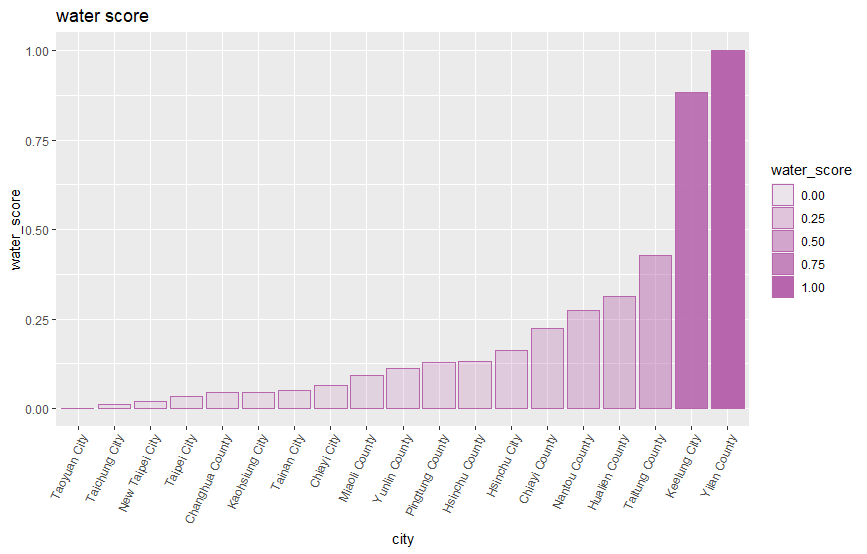 water score
water_score
1.00
0.75
0.50
0.25
0.00
Taoyuan City
Taichung City
New Taipei City
Taipei City
Changhua County
Kaohsiung City
Tainan City
Chiayi City
Miaoli County
Yunlin County
Pingtung County
Hsinchu County
Hsinchu City
Chiayi County
Nantou County
Hualien County
Taitung County
Keelung City
Yilan County
city
water_score
0.00
0.25
0.50
0.75
1.00